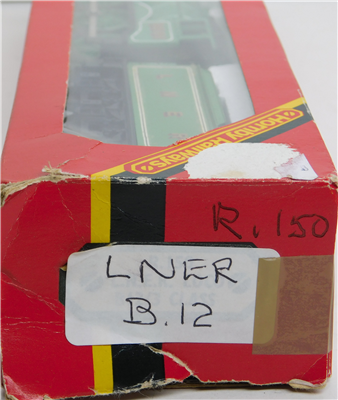 Hornby Railways
R.150
LNER
B.12